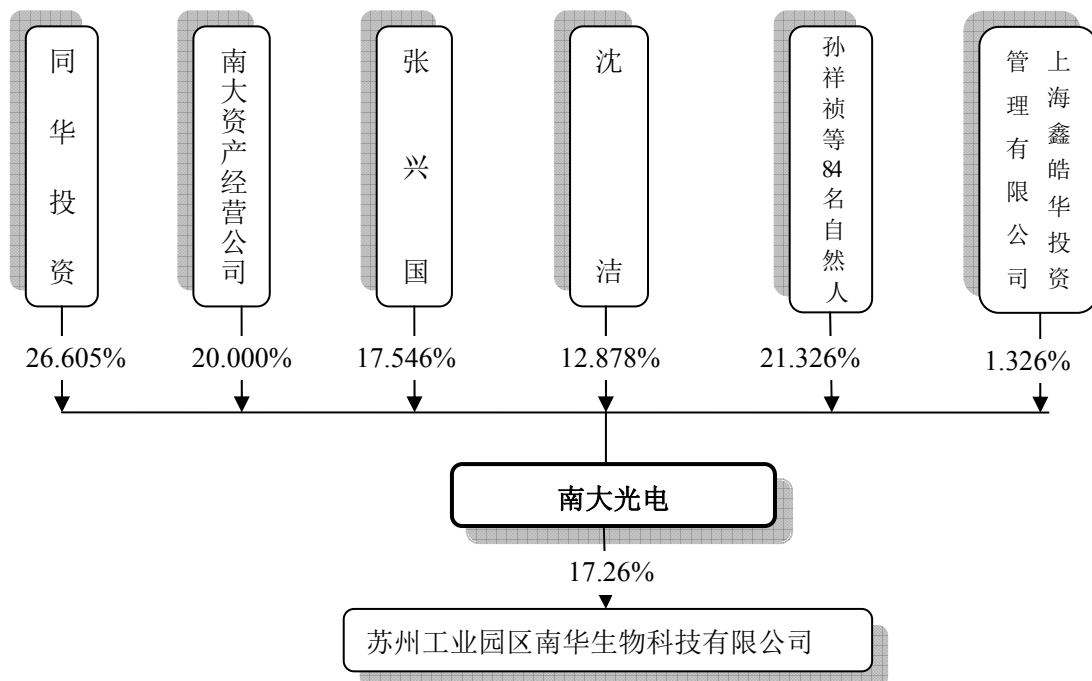 同华投资
南大资产经营公司
张兴国
沈洁
孙祥祯等84名自然人
上海鑫皓华投资
管理有限公司
26.605%
20.000%
17.546%
12.878%
21.326%
1.326%
南大光电
17.26%
苏州工业园区南华生物科技有限公司